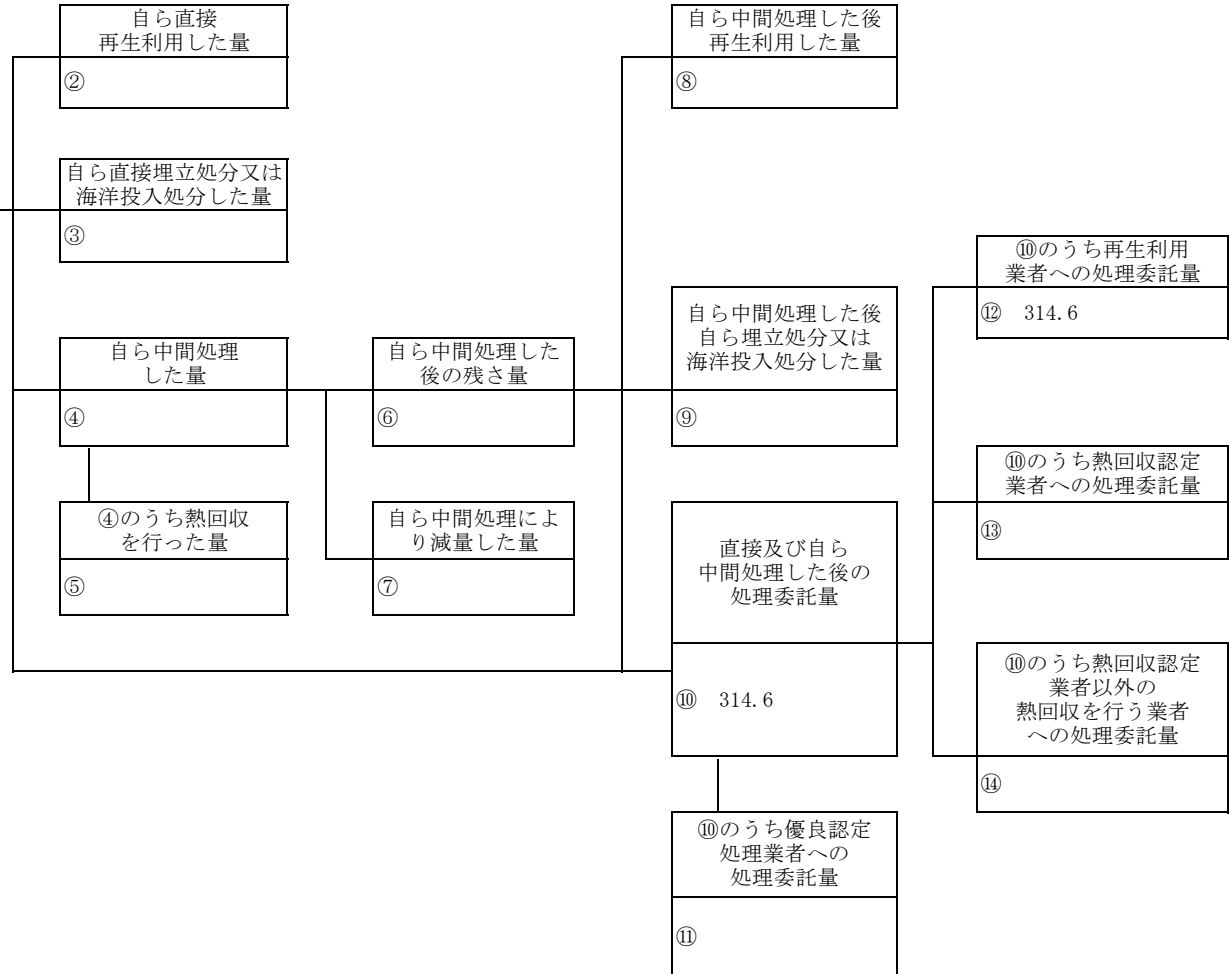 自ら直接
再生利用した量
②
自ら直接埋立処分又は
海洋投入処分した量
③
自ら中間処理
した量
④
④のうち熱回収
を行った量
⑤
自ら中間処理した
後の残さ量
⑥
自ら中間処理によ
り減量した量
⑦
自ら中間処理した後
再生利用した量
⑧
自ら中間処理した後
自ら埋立処分又は
海洋投入処分した量
⑨
直接及び自ら
中間処理した後の
処理委託量
⑩ 314.6
⑩のうち優良認定
処理業者への
処理委託量
⑪
⑩のうち再生利用
業者への処理委託量
⑫ 314.6
⑩のうち熱回収認定
業者への処理委託量
⑬
⑩のうち熱回収認定
業者以外の
熱回収を行う業者
への処理委託量
⑭